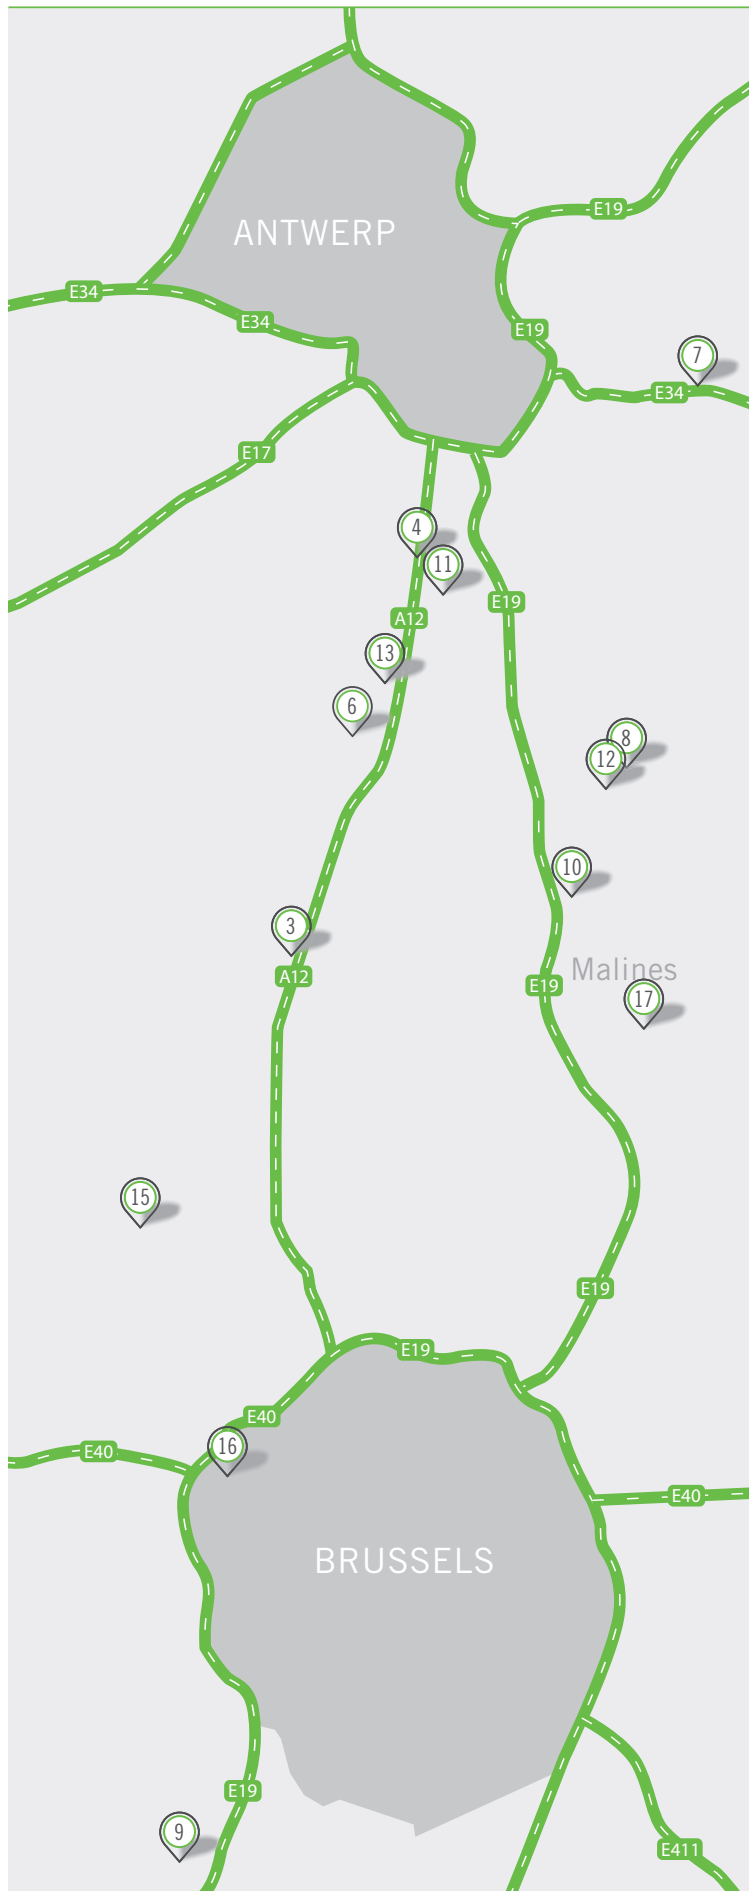 E19
ANTWERP
E34
E34
E19
7
E34
E17
4
11
E19
A12
13
6
8
12
10
3
Malines
A12
E19
17
15
E19
E19
E40
16
E40
E40
BRUSSELS
E19
9
E411